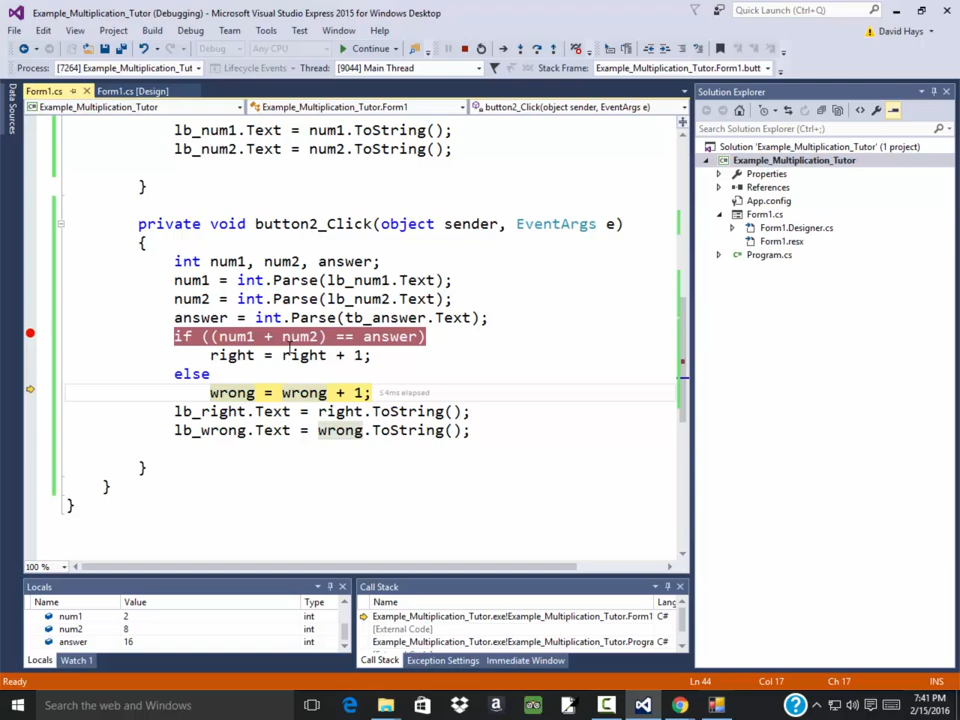 Example_Multiplication_Tutor (Debugging) - Microsoft Visual Studio Express 2015 for Windows Desktop
Quick Launch (Ctrl+Q)
File Edit View Project Build Debug Team Tools Test Window Help
David Hays
Debug Any CPU Continue
Process: [7264] Example_Multiplication_Tut Lifecycle Events Thread: [9044] Main Thread Stack Frame: Example_Multiplication_Tutor.Form1.butt
Data Sources
Form1.cs Form1.cs [Design]
Example_Multiplication_Tutor Example_Multiplication_Tutor.Form1 button2_Click(object sender, EventArgs e)
lb_num1.Text = num1.ToString();
lb_num2.Text = num2.ToString();
}
private void button2_Click(object sender, EventArgs e)
{
int num1, num2, answer;
num1 = int.Parse(lb_num1.Text);
num2 = int.Parse(lb_num2.Text);
answer = int.Parse(tb_answer.Text);
if ((num1 + num2) == answer)
right = right + 1;
else
wrong = wrong + 1; 54ms elapsed
lb_right.Text = right.ToString();
lb_wrong.Text = wrong.ToString();
}
}
}
100 %
Solution Explorer
Search Solution Explorer (Ctrl+;)
Solution 'Example_Multiplication_Tutor' (1 project)
Example_Multiplication_Tutor
Properties
References
App.config
Form1.cs
Form1.Designer.cs
Form1.resx
Program.cs
Locals
Name Value Type
num1 2 int
num2 8 int
answer 16 int
Locals Watch 1
Call Stack
Name Lang
Example_Multiplication_Tutor.exe!Example_Multiplication_Tutor.Form1 C#
[External Code]
Example_Multiplication_Tutor.exe!Example_Multiplication_Tutor.Progra C#
Call Stack Exception Settings Immediate Window
Ready Ln 44 Col 17 Ch 17 INS
Search the web and Windows
7:41 PM
2/15/2016